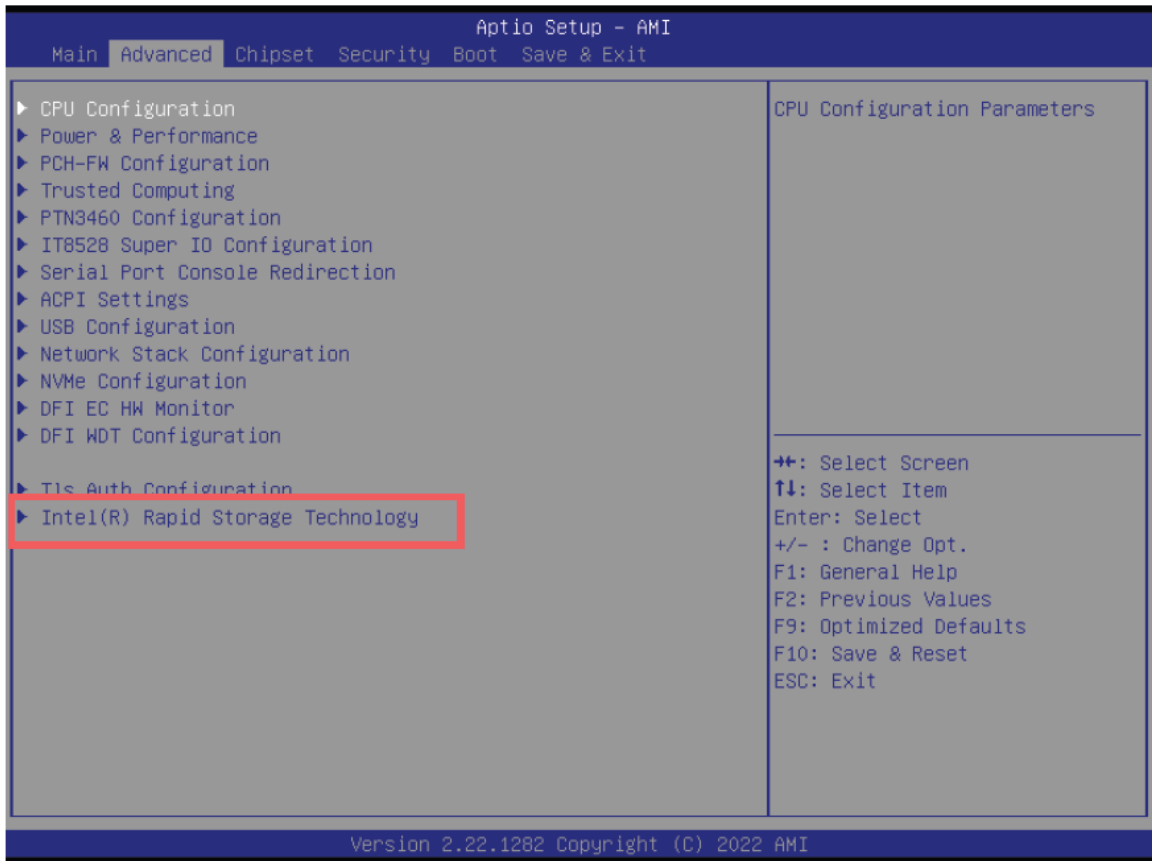 Aptio Setup – AMI
Main Advanced Chipset Security Boot Save & Exit
▶ CPU Configuration
▶ Power & Performance
▶ PCH-FW Configuration
▶ Trusted Computing
▶ PTN3460 Configuration
▶ IT8528 Super IO Configuration
▶ Serial Port Console Redirection
▶ ACPI Settings
▶ USB Configuration
▶ Network Stack Configuration
▶ NVMe Configuration
▶ DFI EC HW Monitor
▶ DFI WDT Configuration
▶ Tls Auth Configuration
▶ Intel(R) Rapid Storage Technology
CPU Configuration Parameters
→←: Select Screen
↑↓: Select Item
Enter: Select
+/- : Change Opt.
F1: General Help
F2: Previous Values
F9: Optimized Defaults
F10: Save & Reset
ESC: Exit
Version 2.22.1282 Copyright (C) 2022 AMI